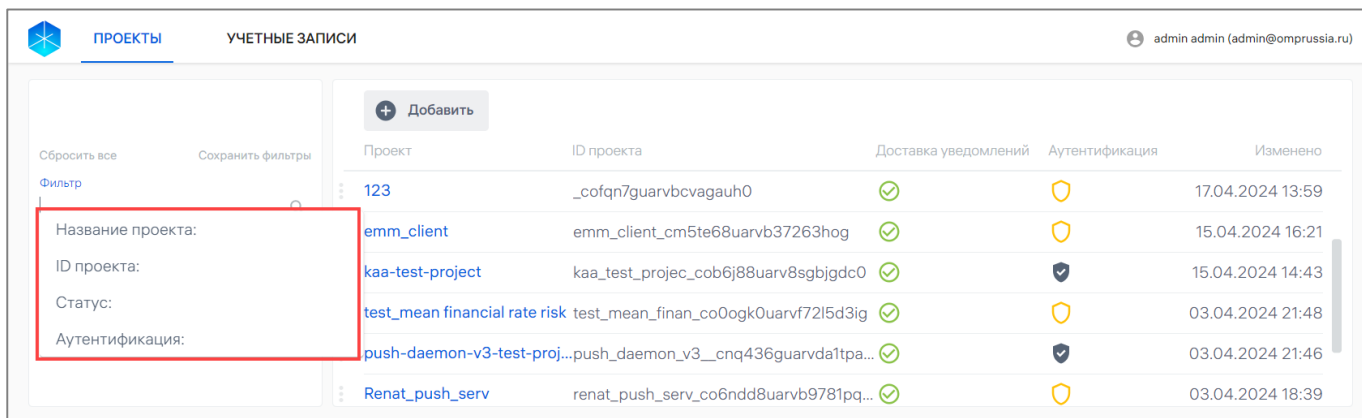 ПРОЕКТЫ УЧЕТНЫЕ ЗАПИСИ admin admin (admin@omprussia.ru)
Добавить
Сбросить все Сохранить фильтры
Проект ID проекта Доставка уведомлений Аутентификация Изменено
Фильтр
123 _cofqn7guarvbcvagauh0 17.04.2024 13:59
Название проекта:
emm_client emm_client_cm5te68uarvb37263hog 15.04.2024 16:21
ID проекта:
kaa-test-project kaa_test_projec_cob6j88uarv8sgbjgdc0 15.04.2024 14:43
Статус:
test_mean financial rate risk test_mean_finan_co0ogk0uarvf72l5d3ig 03.04.2024 21:48
Аутентификация:
push-daemon-v3-test-proj... push_daemon_v3__cnq436guarvda1tpa... 03.04.2024 21:46
Renat_push_serv renat_push_serv_co6ndd8uarvb9781pq... 03.04.2024 18:39